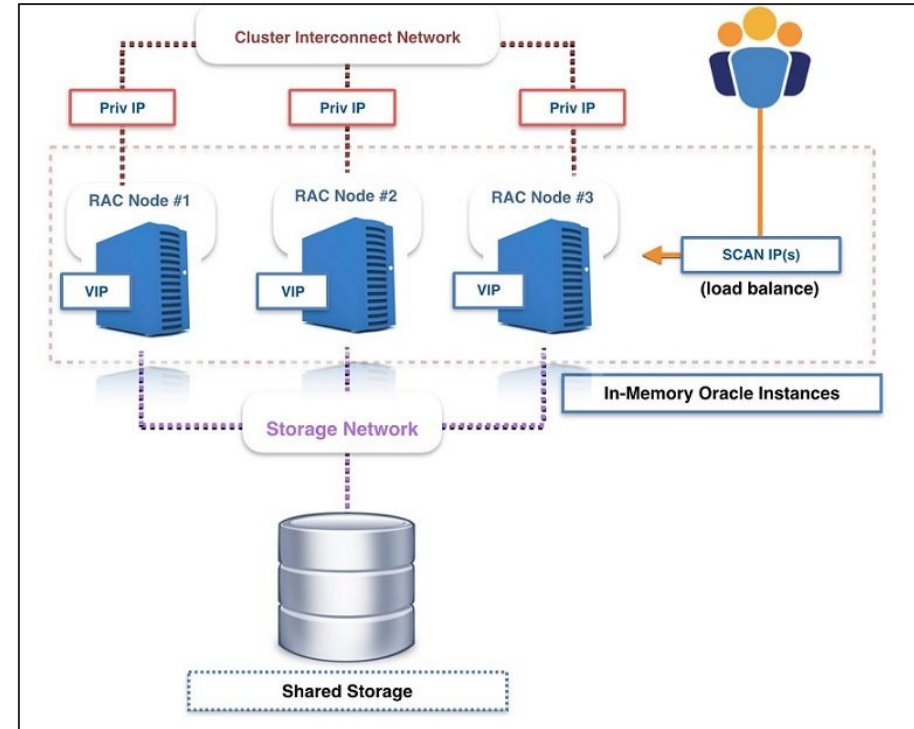 Cluster Interconnect Network
Priv IP
Priv IP
Priv IP
RAC Node #1
RAC Node #2
RAC Node #3
VIP
VIP
VIP
SCAN IP(s)
(load balance)
In-Memory Oracle Instances
Storage Network
Shared Storage